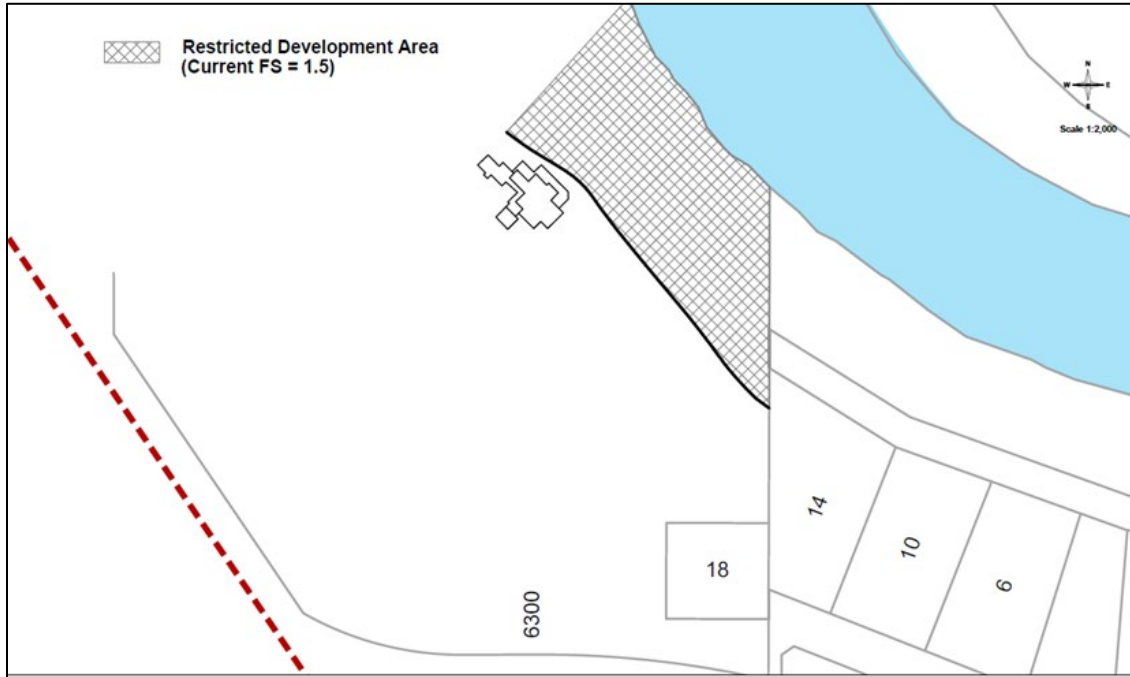 Restricted Development Area
(Current FS = 1.5)
N
W E
S
Scale 1:2,000
14
10
6
18
6300